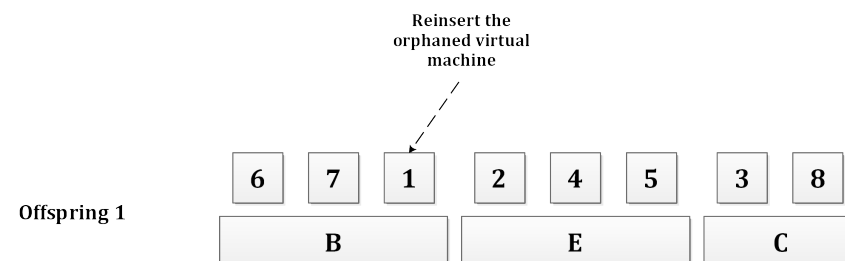 Reinsert the
orphaned virtual
machine
6 7 1 2 4 5 3 8
Offspring 1
B E C